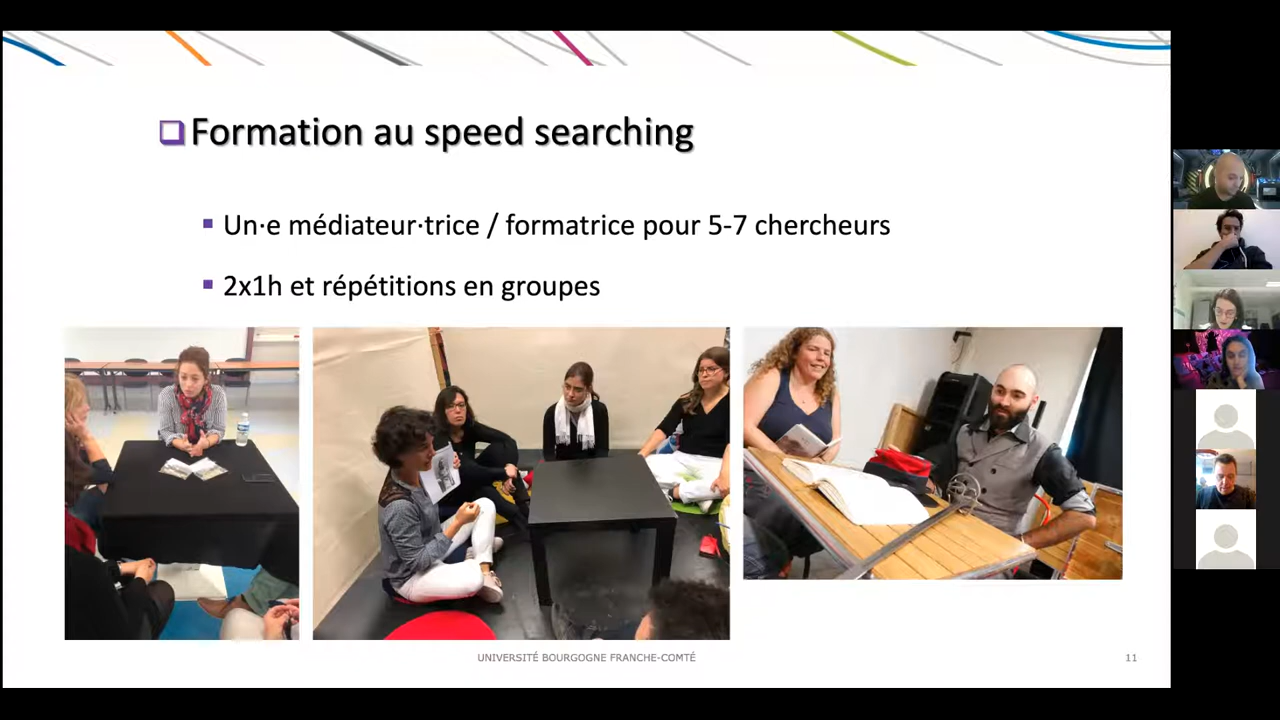 Formation au speed searching
Un·e médiateur·trice / formatrice pour 5-7 chercheurs
2x1h et répétitions en groupes
UNIVERSITÉ BOURGOGNE FRANCHE-COMTÉ
11